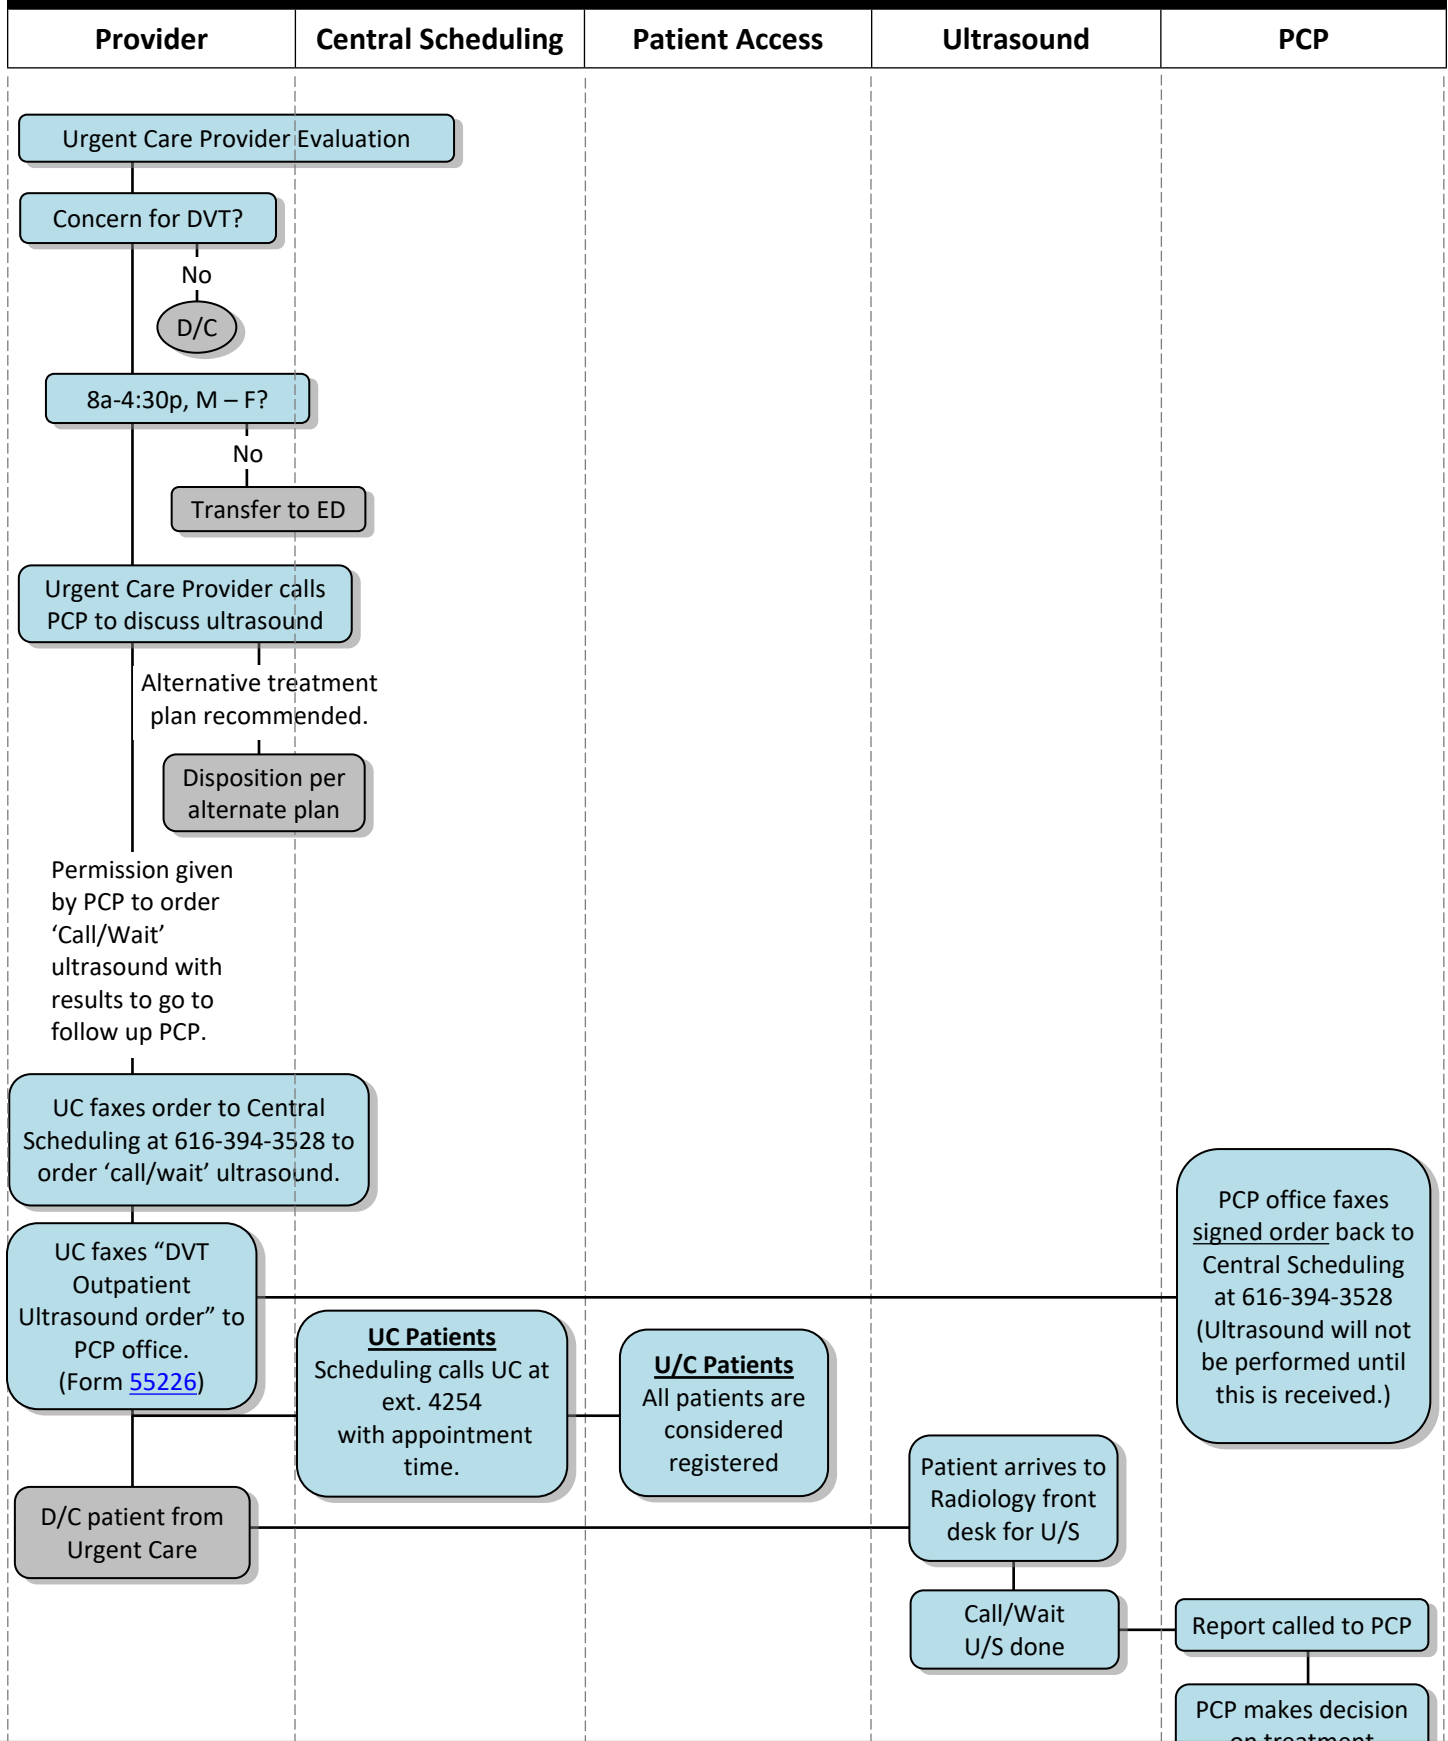 Provider
Central Scheduling
Patient Access
Ultrasound
PCP
Urgent Care Provider Evaluation
Concern for DVT?
No
D/C
8a-4:30p, M – F?
No
Transfer to ED
Urgent Care Provider calls
PCP to discuss ultrasound
Alternative treatment
plan recommended.
Disposition per
alternate plan
Permission given
by PCP to order
‘Call/Wait’
ultrasound with
results to go to
follow up PCP.
UC faxes order to Central
Scheduling at 616-394-3528 to
order ‘call/wait’ ultrasound.
UC faxes “DVT
Outpatient
Ultrasound order” to
PCP office.
(Form 55226)
PCP office faxes
signed order back to
Central Scheduling
at 616-394-3528
(Ultrasound will not
be performed until
this is received.)
UC Patients
Scheduling calls UC at
ext. 4254
with appointment
time.
U/C Patients
All patients are
considered
registered
D/C patient from
Urgent Care
Patient arrives to
Radiology front
desk for U/S
Call/Wait
U/S done
Report called to PCP
PCP makes decision
on treatment